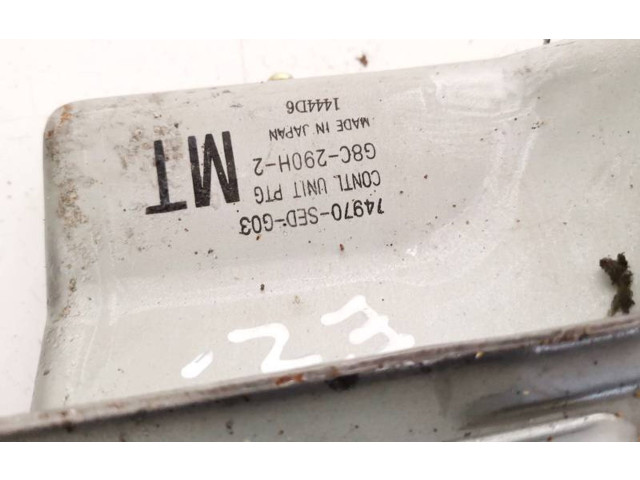 74970-SED-G03
CONTL UNIT PTG
G8C-290H-2
MADE IN JAPAN
1444D6
MT